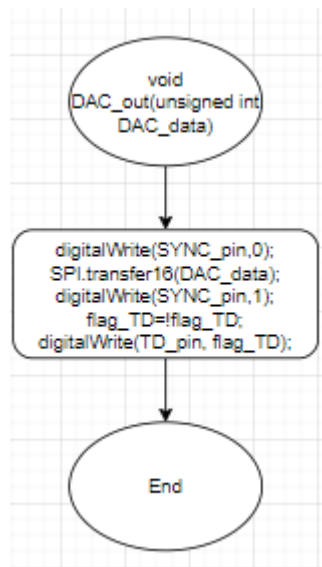 void
DAC_out(unsigned int
DAC_data)
digitalWrite(SYNC_pin,0);
SPI.transfer16(DAC_data);
digitalWrite(SYNC_pin,1);
flag_TD=!flag_TD;
digitalWrite(TD_pin, flag_TD);
End